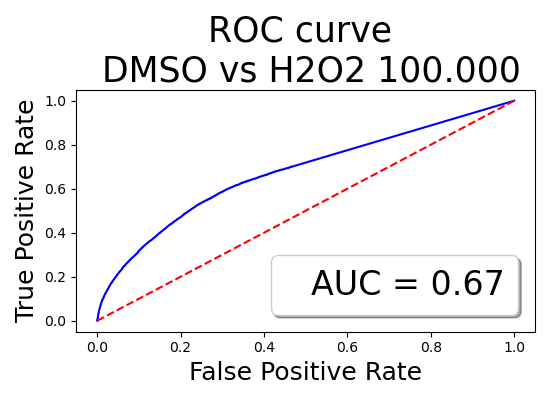 ROC curve
DMSO vs H2O2 100.000
True Positive Rate
1.0
0.8
0.6
0.4
0.2
0.0
AUC = 0.67
0.0 0.2 0.4 0.6 0.8 1.0
False Positive Rate